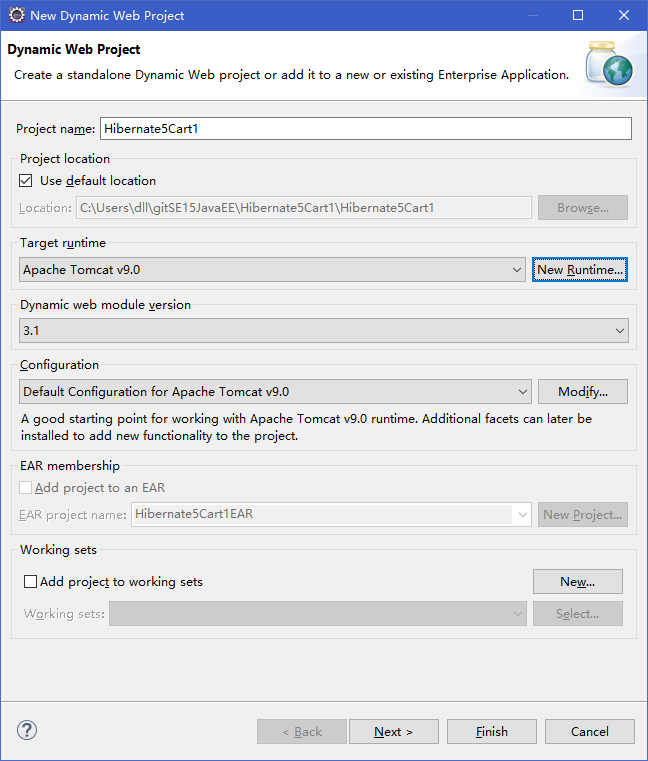 New Dynamic Web Project
Dynamic Web Project
Create a standalone Dynamic Web project or add it to a new or existing Enterprise Application.
Project name: Hibernate5Cart1
Project location
Use default location
Location: C:\Users\dll\gitSE15JavaEE\Hibernate5Cart1\Hibernate5Cart1 Browse...
Target runtime
Apache Tomcat v9.0 New Runtime...
Dynamic web module version
3.1
Configuration
Default Configuration for Apache Tomcat v9.0 Modify...
A good starting point for working with Apache Tomcat v9.0 runtime. Additional facets can later be
installed to add new functionality to the project.
EAR membership
Add project to an EAR
EAR project name: Hibernate5Cart1EAR New Project...
Working sets
Add project to working sets New...
Working sets: Select...
? < Back Next > Finish Cancel